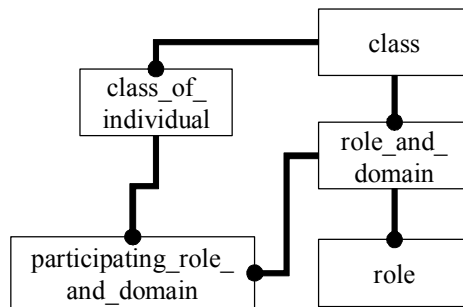 class
class_of_
individual
role_and_
domain
participating_role_
and_domain
role